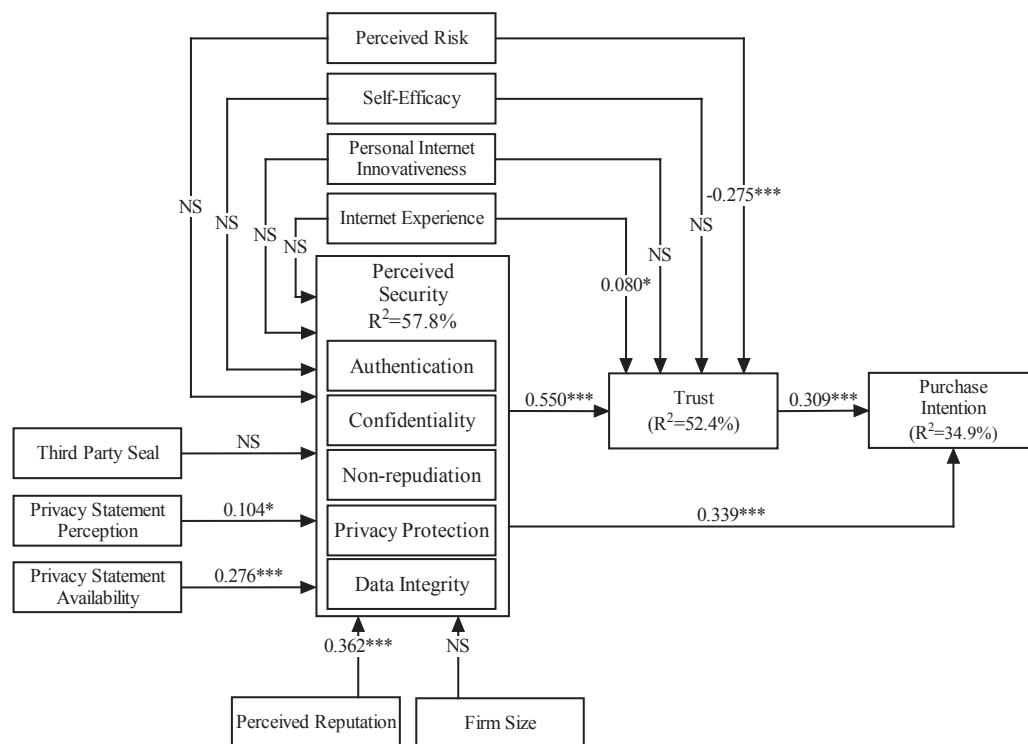 Perceived Risk
Self-Efficacy
Personal Internet
Innovativeness
Internet Experience
NS
NS
NS
NS
-0.275***
NS
NS
0.080*
Perceived
Security
R²=57.8%
Authentication
Confidentiality
Non-repudiation
Privacy Protection
Data Integrity
0.550***
Trust
(R²=52.4%)
0.309***
Purchase
Intention
(R²=34.9%)
0.339***
Third Party Seal
NS
Privacy Statement
Perception
0.104*
Privacy Statement
Availability
0.276***
0.362***
NS
Perceived Reputation
Firm Size